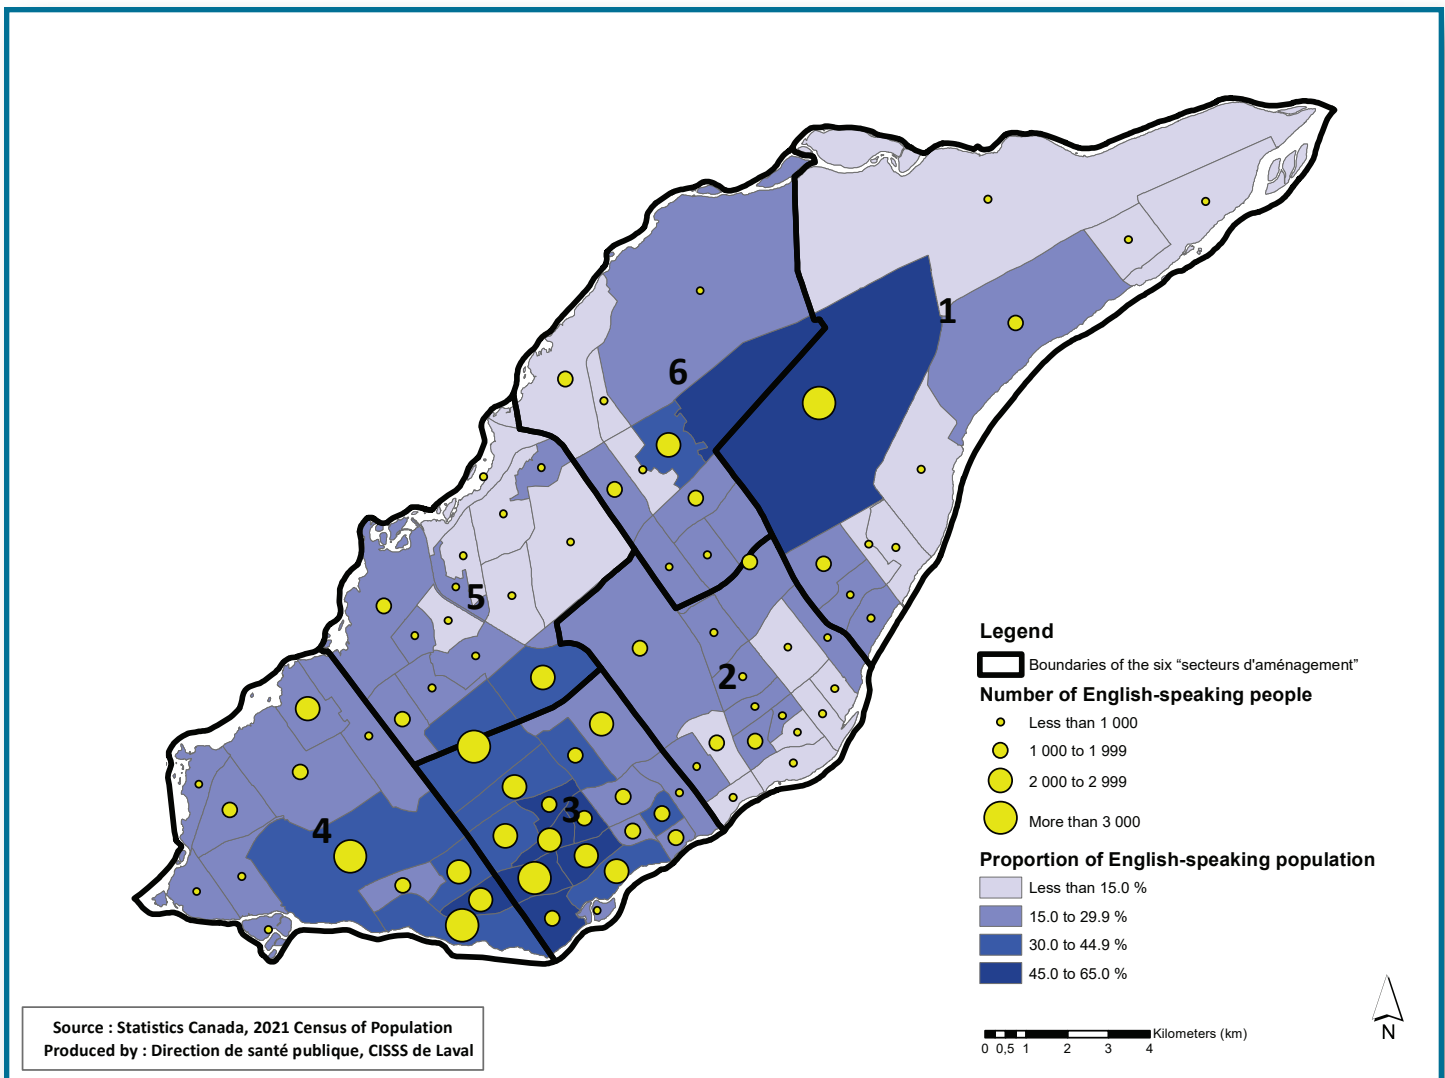 1
6
5
2
3
4
Legend
Boundaries of the six “secteurs d'aménagement”
Number of English-speaking people
Less than 1 000
1 000 to 1 999
2 000 to 2 999
More than 3 000
Proportion of English-speaking population
Less than 15.0 %
15.0 to 29.9 %
30.0 to 44.9 %
45.0 to 65.0 %
Source : Statistics Canada, 2021 Census of Population
Produced by : Direction de santé publique, CISSS de Laval
Kilometers (km)
0 0,5 1 2 3 4
N